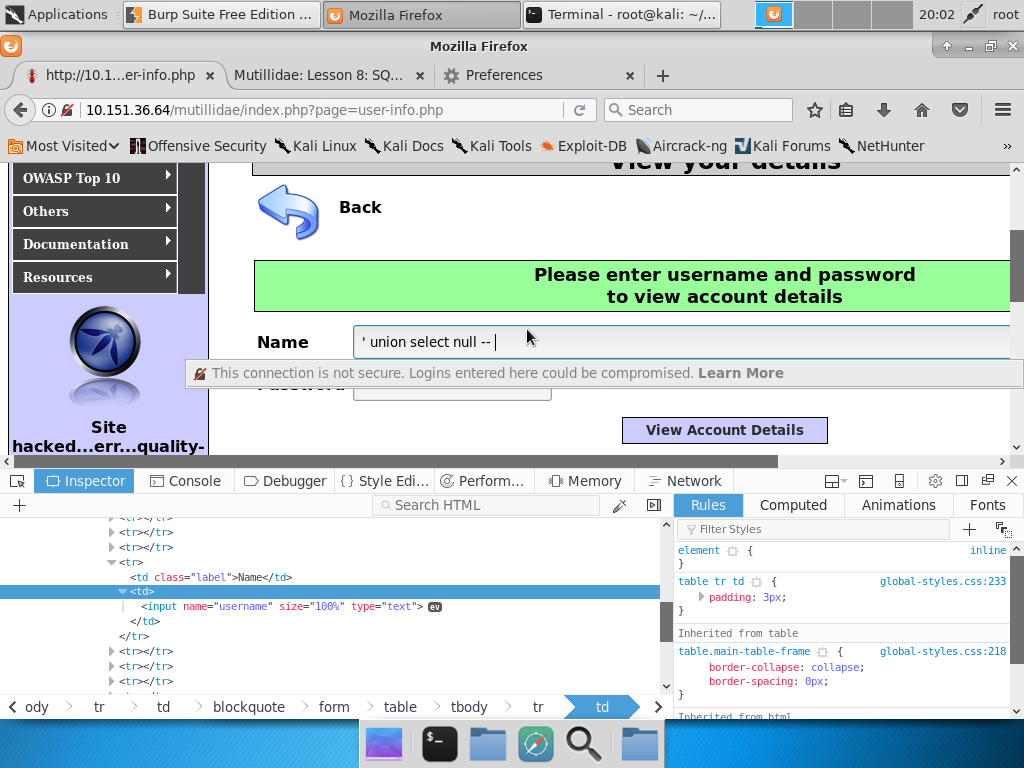 Applications Burp Suite Free Edition ... Mozilla Firefox Terminal - root@kali: ~/... 20:02 root
Mozilla Firefox
http://10.1...er-info.php Mutillidae: Lesson 8: SQ... Preferences
10.151.36.64/mutillidae/index.php?page=user-info.php Search
Most Visited Offensive Security Kali Linux Kali Docs Kali Tools Exploit-DB Aircrack-ng Kali Forums NetHunter »
View your details
OWASP Top 10
Others
Documentation
Resources
Back
Please enter username and password
to view account details
Name ' union select null --
This connection is not secure. Logins entered here could be compromised. Learn More
Password
View Account Details
Site
hacked...err...quality-
Inspector Console Debugger Style Edi... Perform... Memory Network
Search HTML
Rules Computed Animations Fonts
Filter Styles
<tr></tr>
<tr></tr>
<tr></tr>
<tr>
<td class="label">Name</td>
<td>
<input name="username" size="100%" type="text"> ev
</td>
</tr>
<tr></tr>
<tr></tr>
<tr></tr>
<tr></tr>
element { inline
}
table tr td { global-styles.css:233
padding: 3px;
}
Inherited from table
table.main-table-frame { global-styles.css:218
border-collapse: collapse;
border-spacing: 0px;
}
Inherited from html
ody tr td blockquote form table tbody tr td